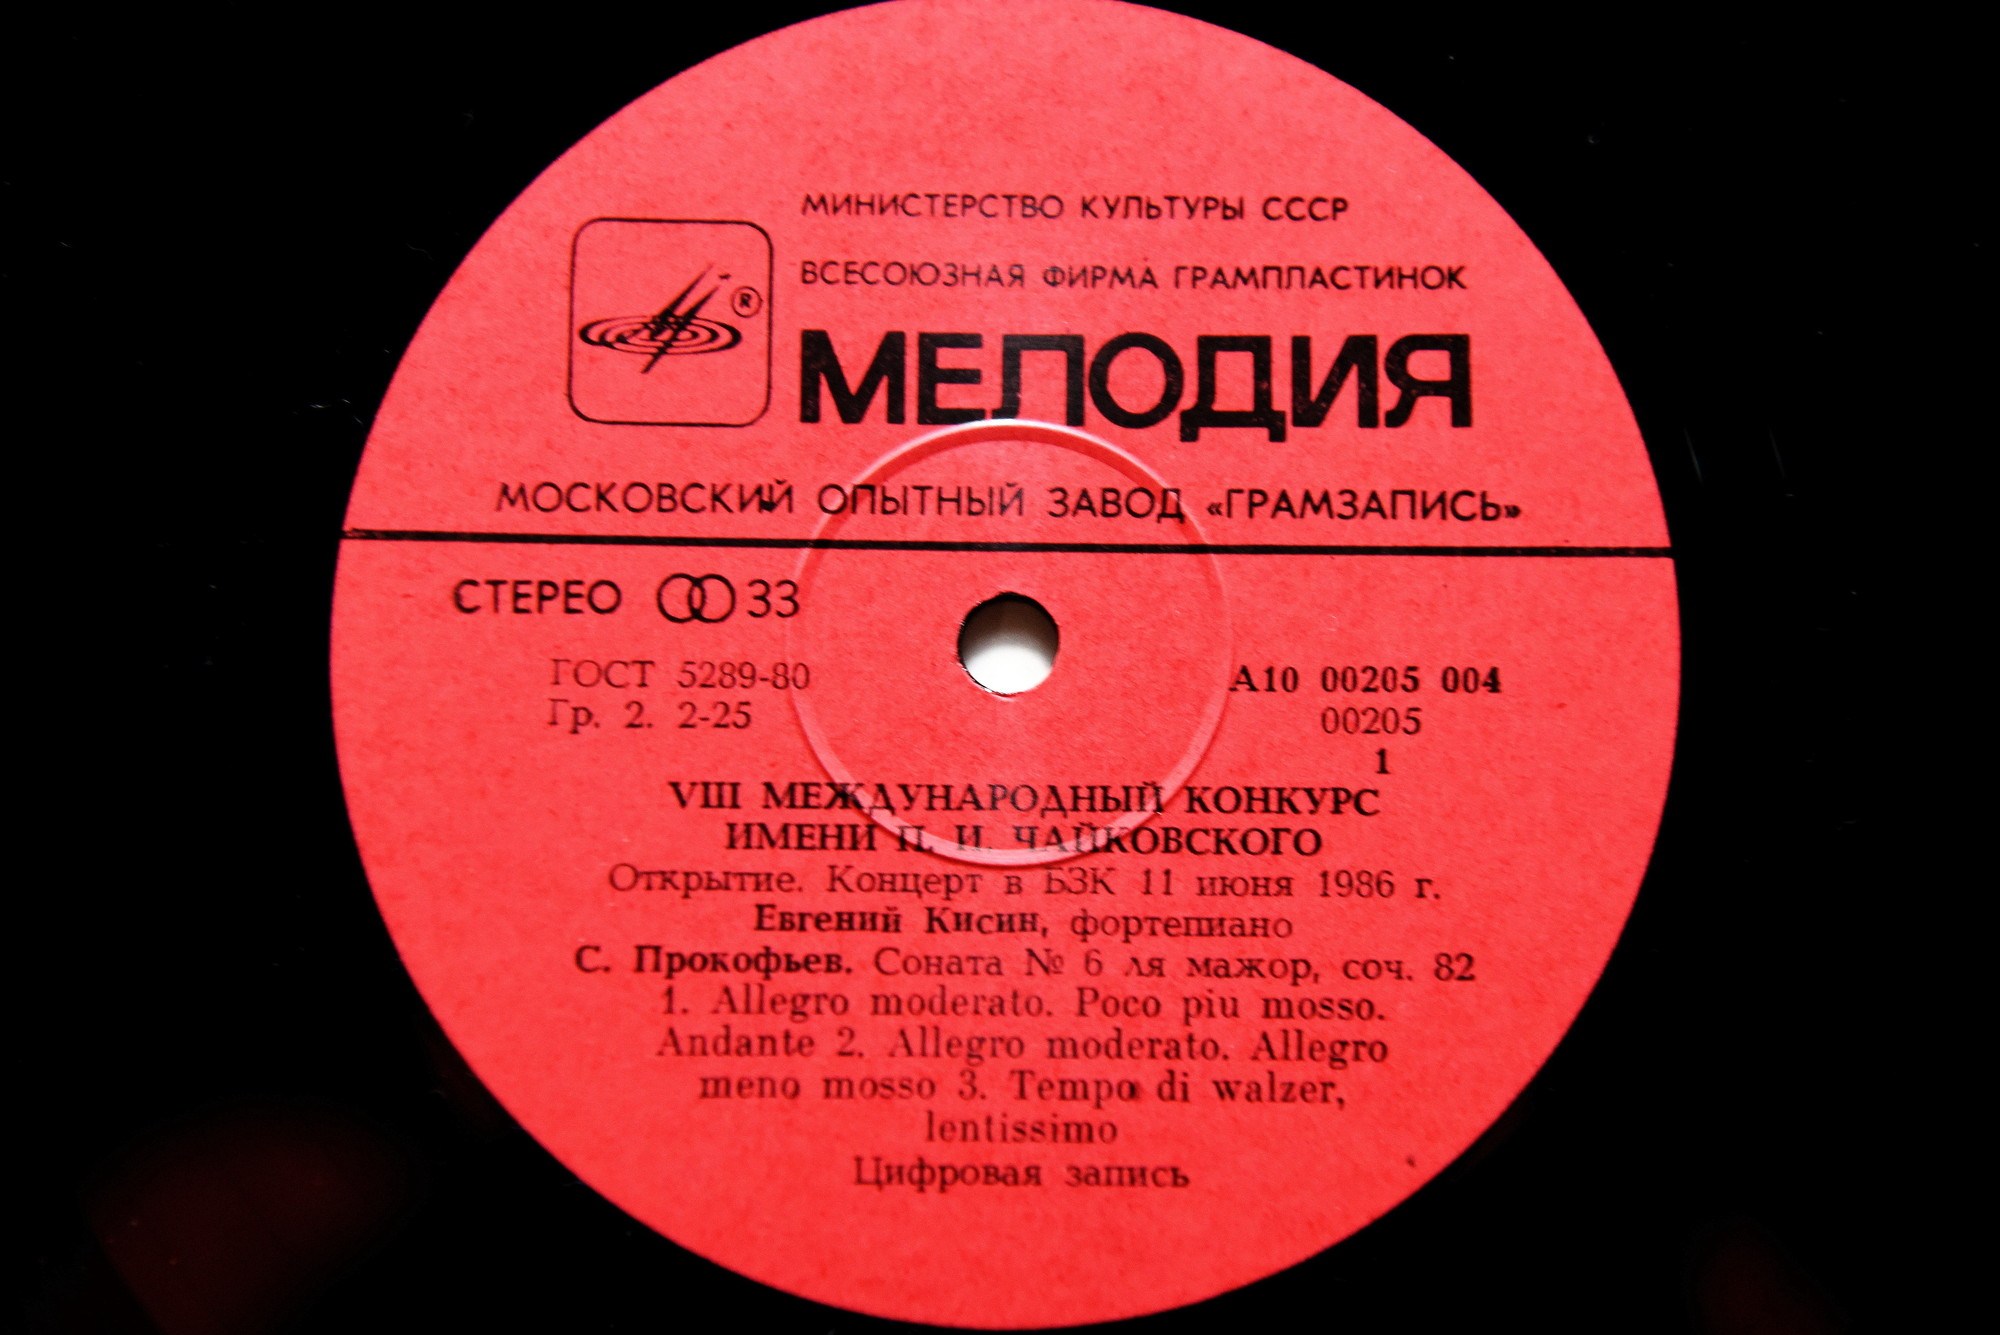 МИНИСТЕРСТВО КУЛЬТУРЫ СССР
ВСЕСОЮЗНАЯ ФИРМА ГРАМПЛАСТИНОК
®
МЕЛОДИЯ
МОСКОВСКИЙ ОПЫТНЫЙ ЗАВОД «ГРАМЗАПИСЬ»
СТЕРЕО 33
ГОСТ 5289-80
Гр. 2. 2-25
А10 00205 004
00205
1
VIII МЕЖДУНАРОДНЫЙ КОНКУРС
ИМЕНИ П. И. ЧАЙКОВСКОГО
Открытие. Концерт в БЗК 11 июня 1986 г.
Евгений Кисин, фортепиано
С. Прокофьев. Соната № 6 ля мажор, соч. 82
1. Allegro moderato. Poco piu mosso.
Andante 2. Allegro moderato. Allegro
meno mosso 3. Tempo di walzer,
lentissimo
Цифровая запись